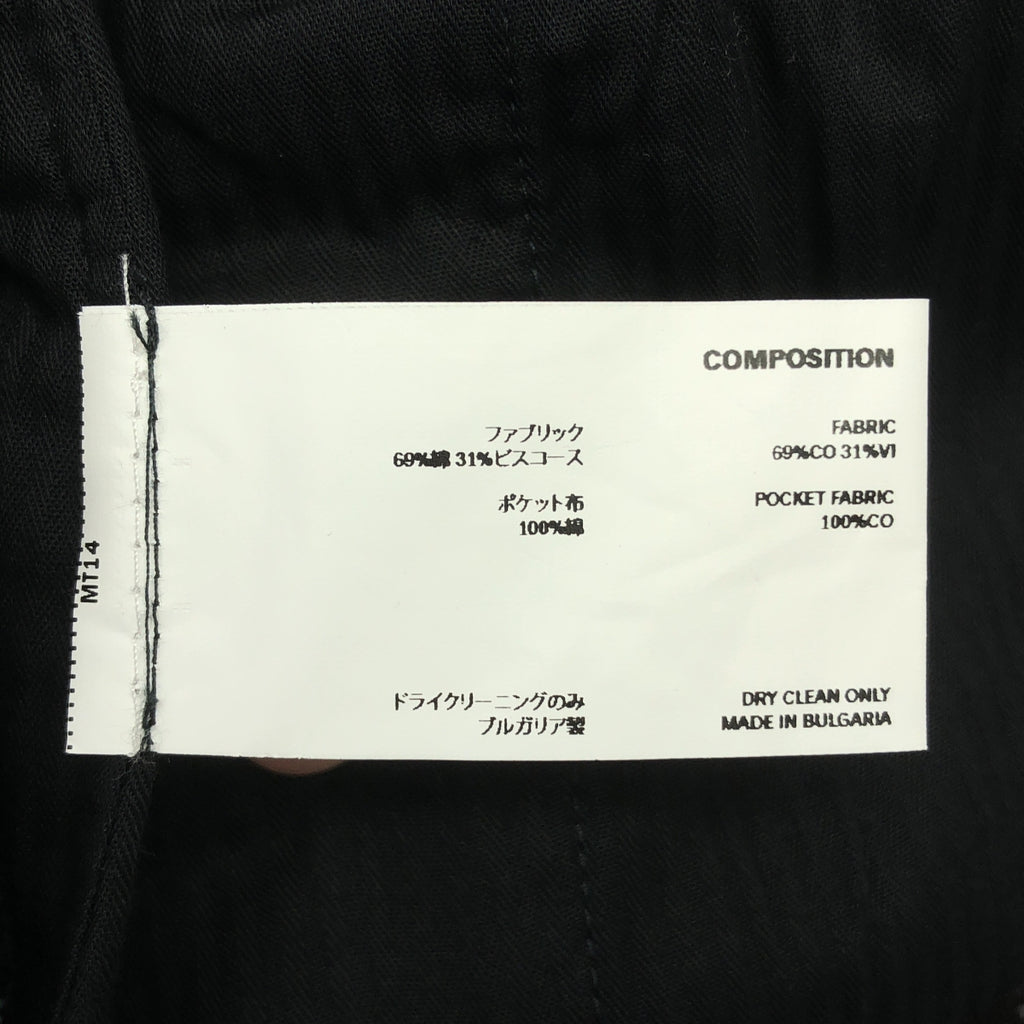 COMPOSITION
ファブリック
69%綿 31%ビスコース
ポケット布
100%綿
FABRIC
69%CO 31%VI
POCKET FABRIC
100%CO
ドライクリーニングのみ
ブルガリア製
DRY CLEAN ONLY
MADE IN BULGARIA
MT14